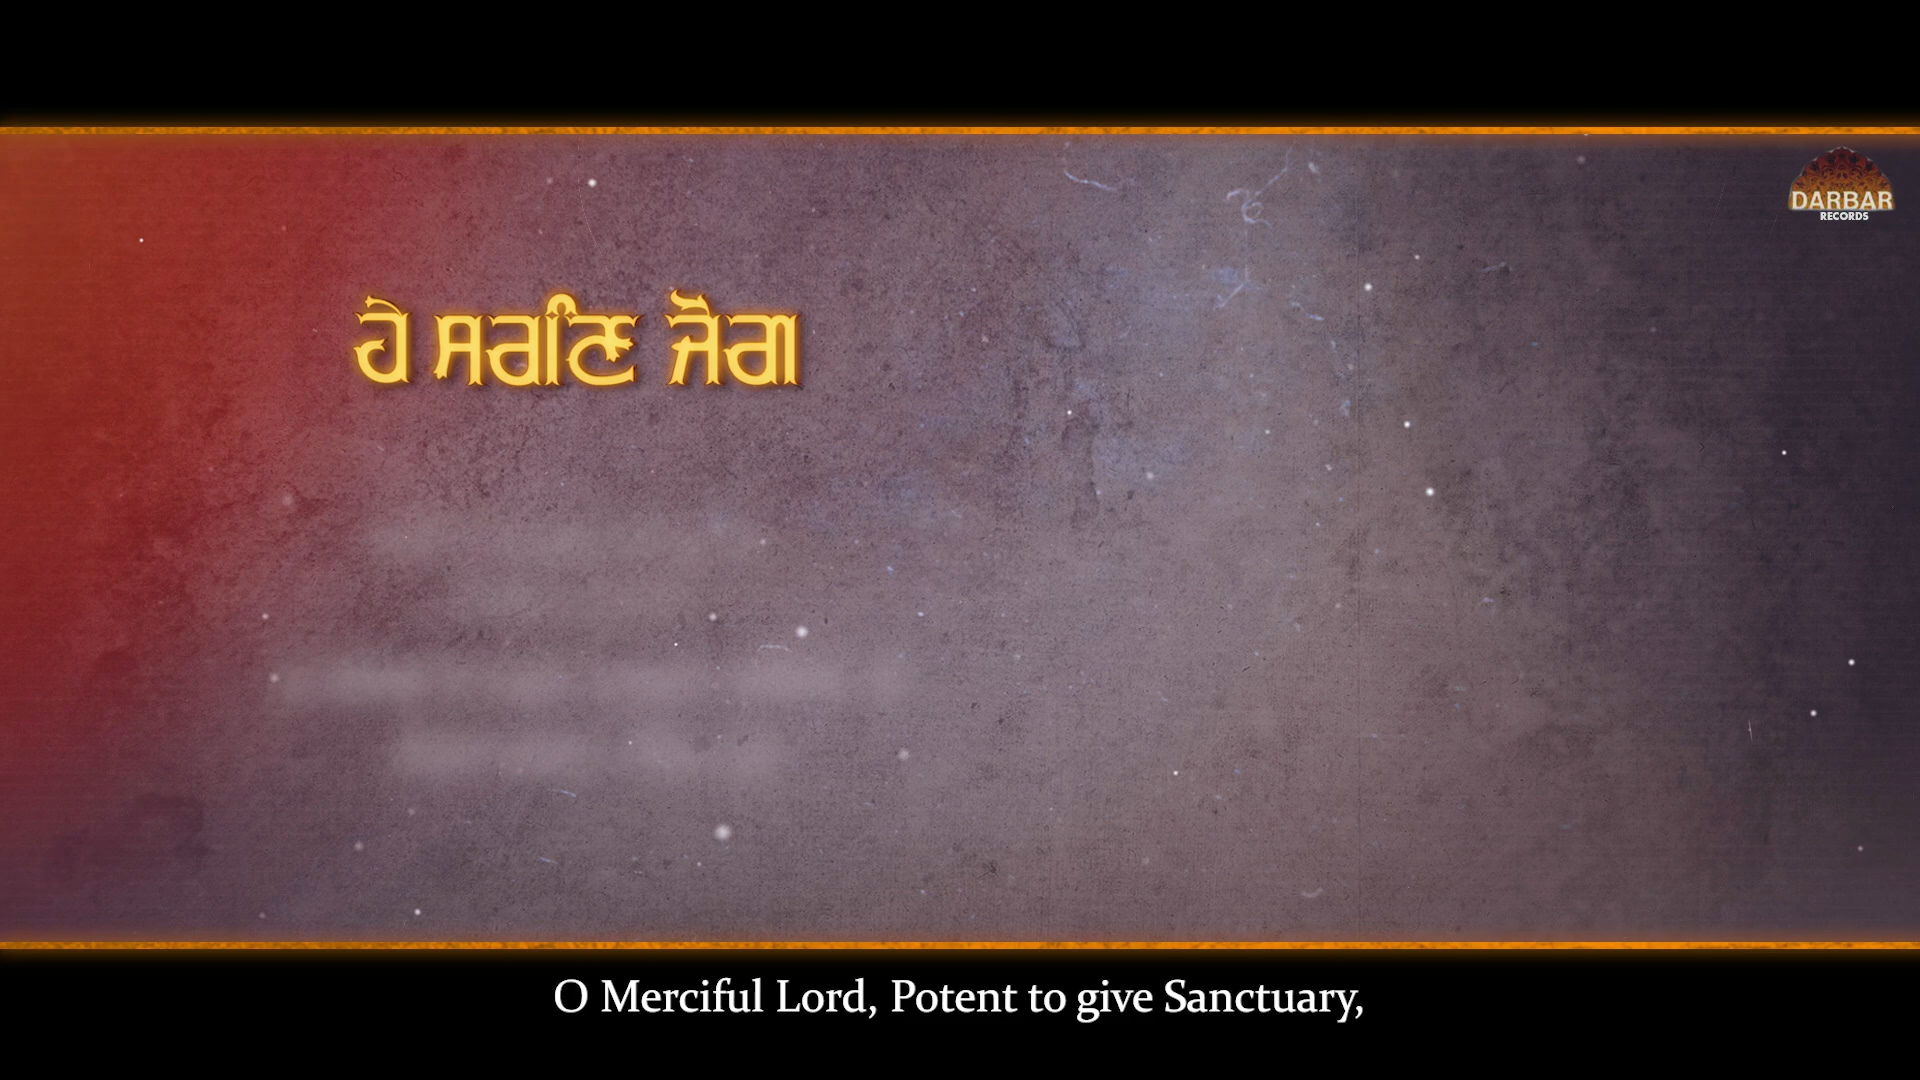 DARBAR
RECORDS
ਹੇ ਸਰਣਿ ਜੋਗ
O Merciful Lord, Potent to give Sanctuary,